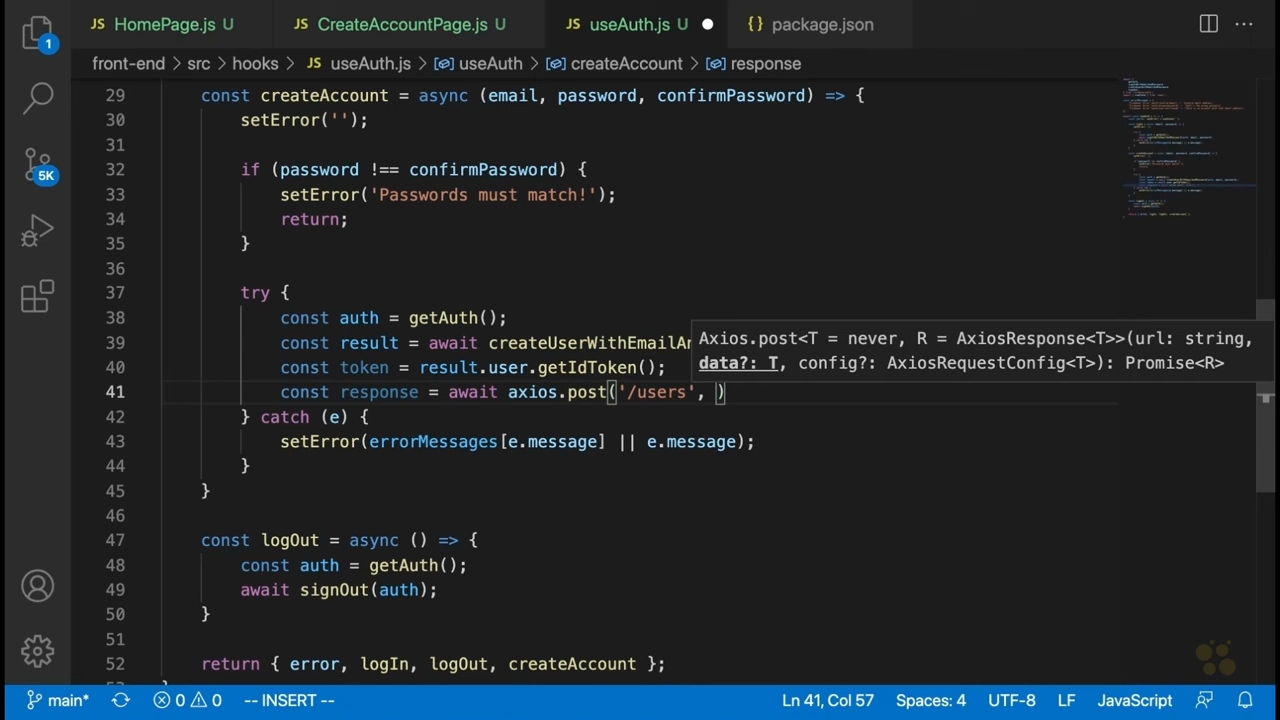 JS HomePage.js U JS CreateAccountPage.js U JS useAuth.js U {} package.json
front-end > src > hooks > JS useAuth.js > useAuth > createAccount > response
1
5K
29 const createAccount = async (email, password, confirmPassword) => {
30 setError('');
31
32 if (password !== confirmPassword) {
33 setError('Passwords must match!');
34 return;
35 }
36
37 try {
38 const auth = getAuth();
39 const result = await createUserWithEmailAn
Axios.post<T = never, R = AxiosResponse<T>>(url: string,
data?: T, config?: AxiosRequestConfig<T>): Promise<R>
40 const token = result.user.getIdToken();
41 const response = await axios.post('/users', )
42 } catch (e) {
43 setError(errorMessages[e.message] || e.message);
44 }
45 }
46
47 const logOut = async () => {
48 const auth = getAuth();
49 await signOut(auth);
50 }
51
52 return { error, logIn, logOut, createAccount };
main* 0 0 -- INSERT -- Ln 41, Col 57 Spaces: 4 UTF-8 LF JavaScript